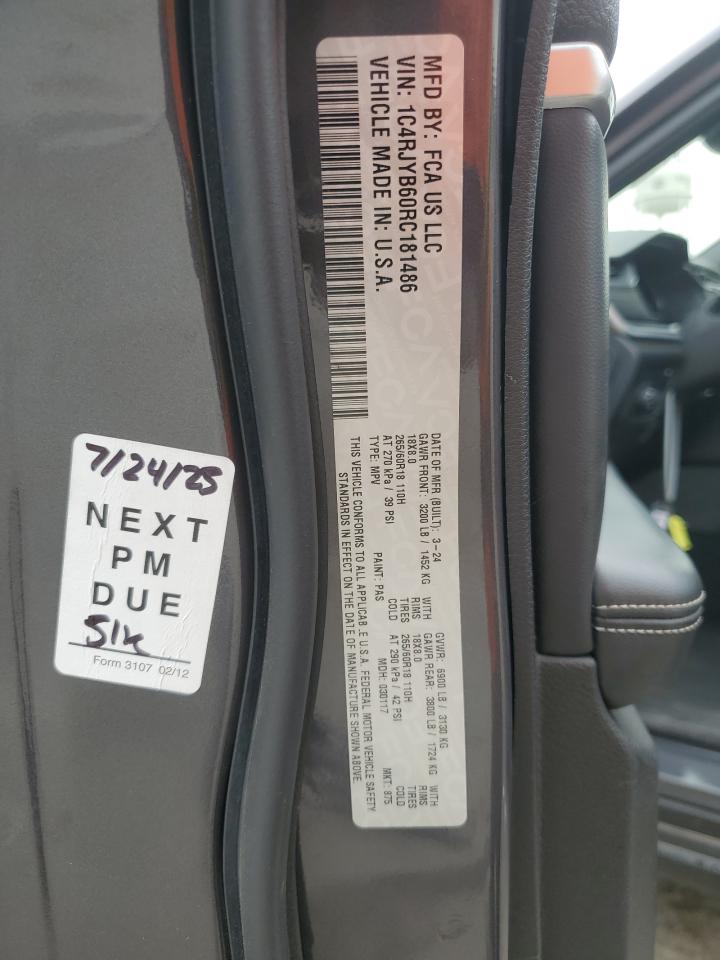 MFD BY: FCA US LLC
VIN: 1C4RJYB60RC181486
VEHICLE MADE IN: U.S.A.
DATE OF MFR (BUILT): 3-24 GVWR: 6900 LB / 3130 KG
GAWR FRONT: 3200 LB / 1452 KG WITH GAWR REAR: 3800 LB / 1724 KG WITH
18X8.0 RIMS 18X8.0 RIMS
265/60R18 110H TIRES 265/60R18 110H TIRES
AT 270 kPa / 39 PSI COLD AT 290 kPa / 42 PSI COLD
TYPE: MPV PAINT: PAS MDH: 030117 MKT: 875
THIS VEHICLE CONFORMS TO ALL APPLICAB.E U.S.A. FEDERAL MOTOR VEHICLE SAFETY
STANDARDS IN EFFECT ON THE DATE OF MANUFACTURE SHOWN ABOVE.
7/24/25
NEXT
PM
DUE
51K
Form 3107 02/12